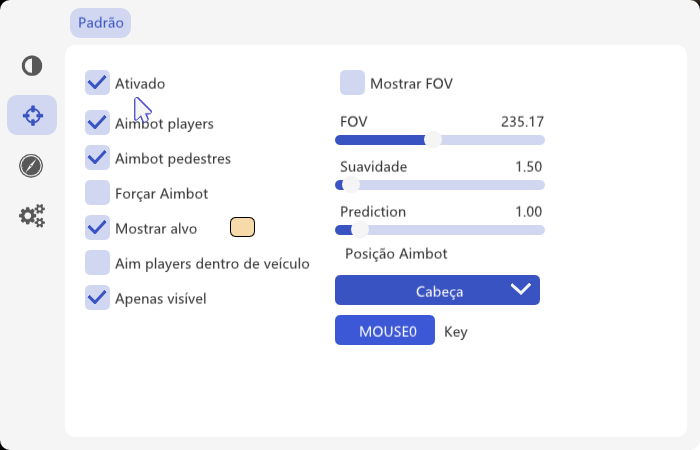 Padrão
Ativado
Aimbot players
Aimbot pedestres
Forçar Aimbot
Mostrar alvo
Aim players dentro de veículo
Apenas visível
Mostrar FOV
FOV 235.17
Suavidade 1.50
Prediction 1.00
Posição Aimbot
Cabeça
MOUSE0 Key